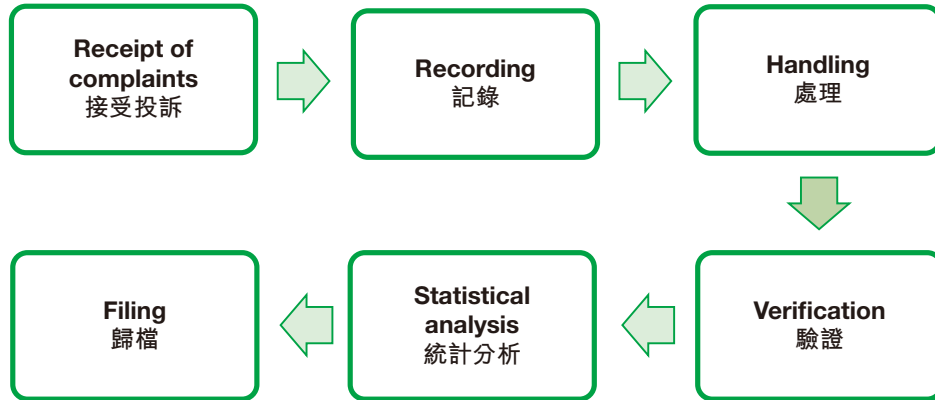 Receipt of
complaints
接受投訴
Recording
記錄
Handling
處理
Verification
驗證
Statistical
analysis
統計分析
Filing
歸檔